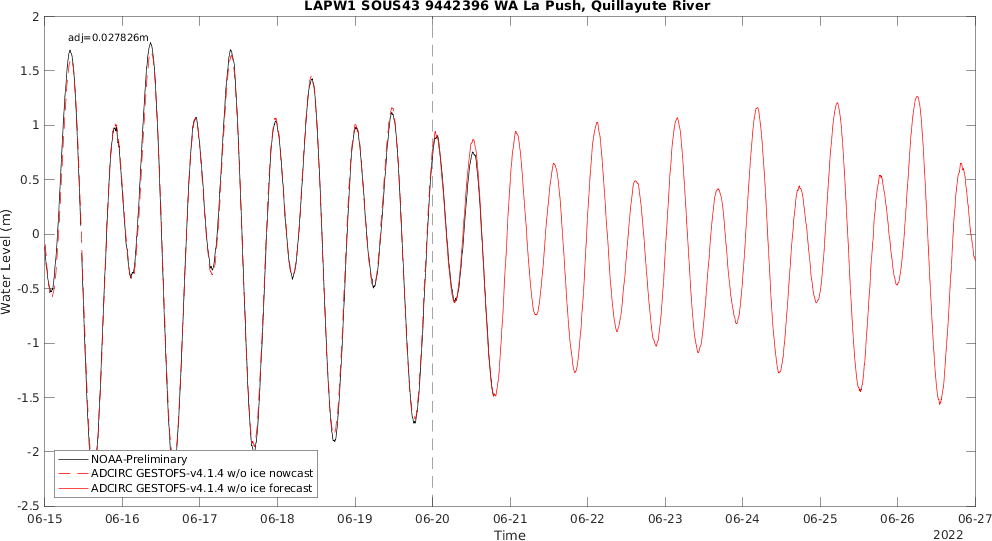 LAPW1 SOUS43 9442396 WA La Push, Quillayute River
adj=0.027826m
2
1.5
1
0.5
0
-0.5
-1
-1.5
-2
-2.5
Water Level (m)
NOAA-Preliminary
ADCIRC GESTOFS-v4.1.4 w/o ice nowcast
ADCIRC GESTOFS-v4.1.4 w/o ice forecast
06-15 06-16 06-17 06-18 06-19 06-20 06-21 06-22 06-23 06-24 06-25 06-26 06-27
Time
2022